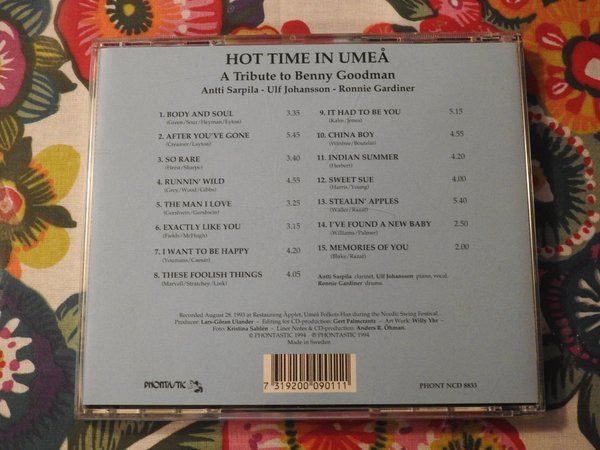 HOT TIME IN UMEÅ
A Tribute to Benny Goodman
Antti Sarpila - Ulf Johansson - Ronnie Gardiner
1. BODY AND SOUL 3.35
(Green/Sour/Heyman/Eyton)
2. AFTER YOU'VE GONE 5.45
(Creamer/Layton)
3. SO RARE 3.40
(Herst/Sharpe)
4. RUNNIN' WILD 4.55
(Grey/Wood/Gibbs)
5. THE MAN I LOVE 3.25
(Gershwin/Gershwin)
6. EXACTLY LIKE YOU 3.15
(Fields/McHugh)
7. I WANT TO BE HAPPY 4.20
(Youmans/Caesar)
8. THESE FOOLISH THINGS 4.05
(Marvell/Strachey/Link)
9. IT HAD TO BE YOU 5.15
(Kahn/Jones)
10. CHINA BOY 4.55
(Winfree/Boutelje)
11. INDIAN SUMMER 4.20
(Herbert)
12. SWEET SUE 4.00
(Harris/Young)
13. STEALIN' APPLES 5.40
(Waller/Razaf)
14. I'VE FOUND A NEW BABY 2.50
(Williams/Palmer)
15. MEMORIES OF YOU 2.00
(Blake/Razaf)
Antti Sarpila clarinet, Ulf Johansson piano, vocal,
Ronnie Gardiner drums.
Recorded August 28, 1993 at Restaurang Äpplet, Umeå Folkets Hus during the Nordic Swing Festival.
Producer: Lars-Göran Ulander – Editing for CD-production: Gert Palmcrantz – Art Work: Willy Yhr –
Foto: Kristina Sahlén – Liner Notes & CD-production: Anders R. Öhman.
© PHONTASTIC 1994 ℗ PHONTASTIC 1994
Made in Sweden
PHONTASTIC
7 319200 090111
PHONT NCD 8833